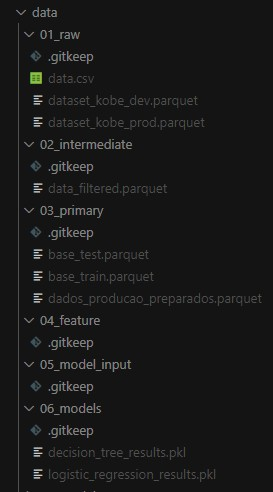 data
01_raw
.gitkeep
data.csv
dataset_kobe_dev.parquet
dataset_kobe_prod.parquet
02_intermediate
.gitkeep
data_filtered.parquet
03_primary
.gitkeep
base_test.parquet
base_train.parquet
dados_producao_preparados.parquet
04_feature
.gitkeep
05_model_input
.gitkeep
06_models
.gitkeep
decision_tree_results.pkl
logistic_regression_results.pkl